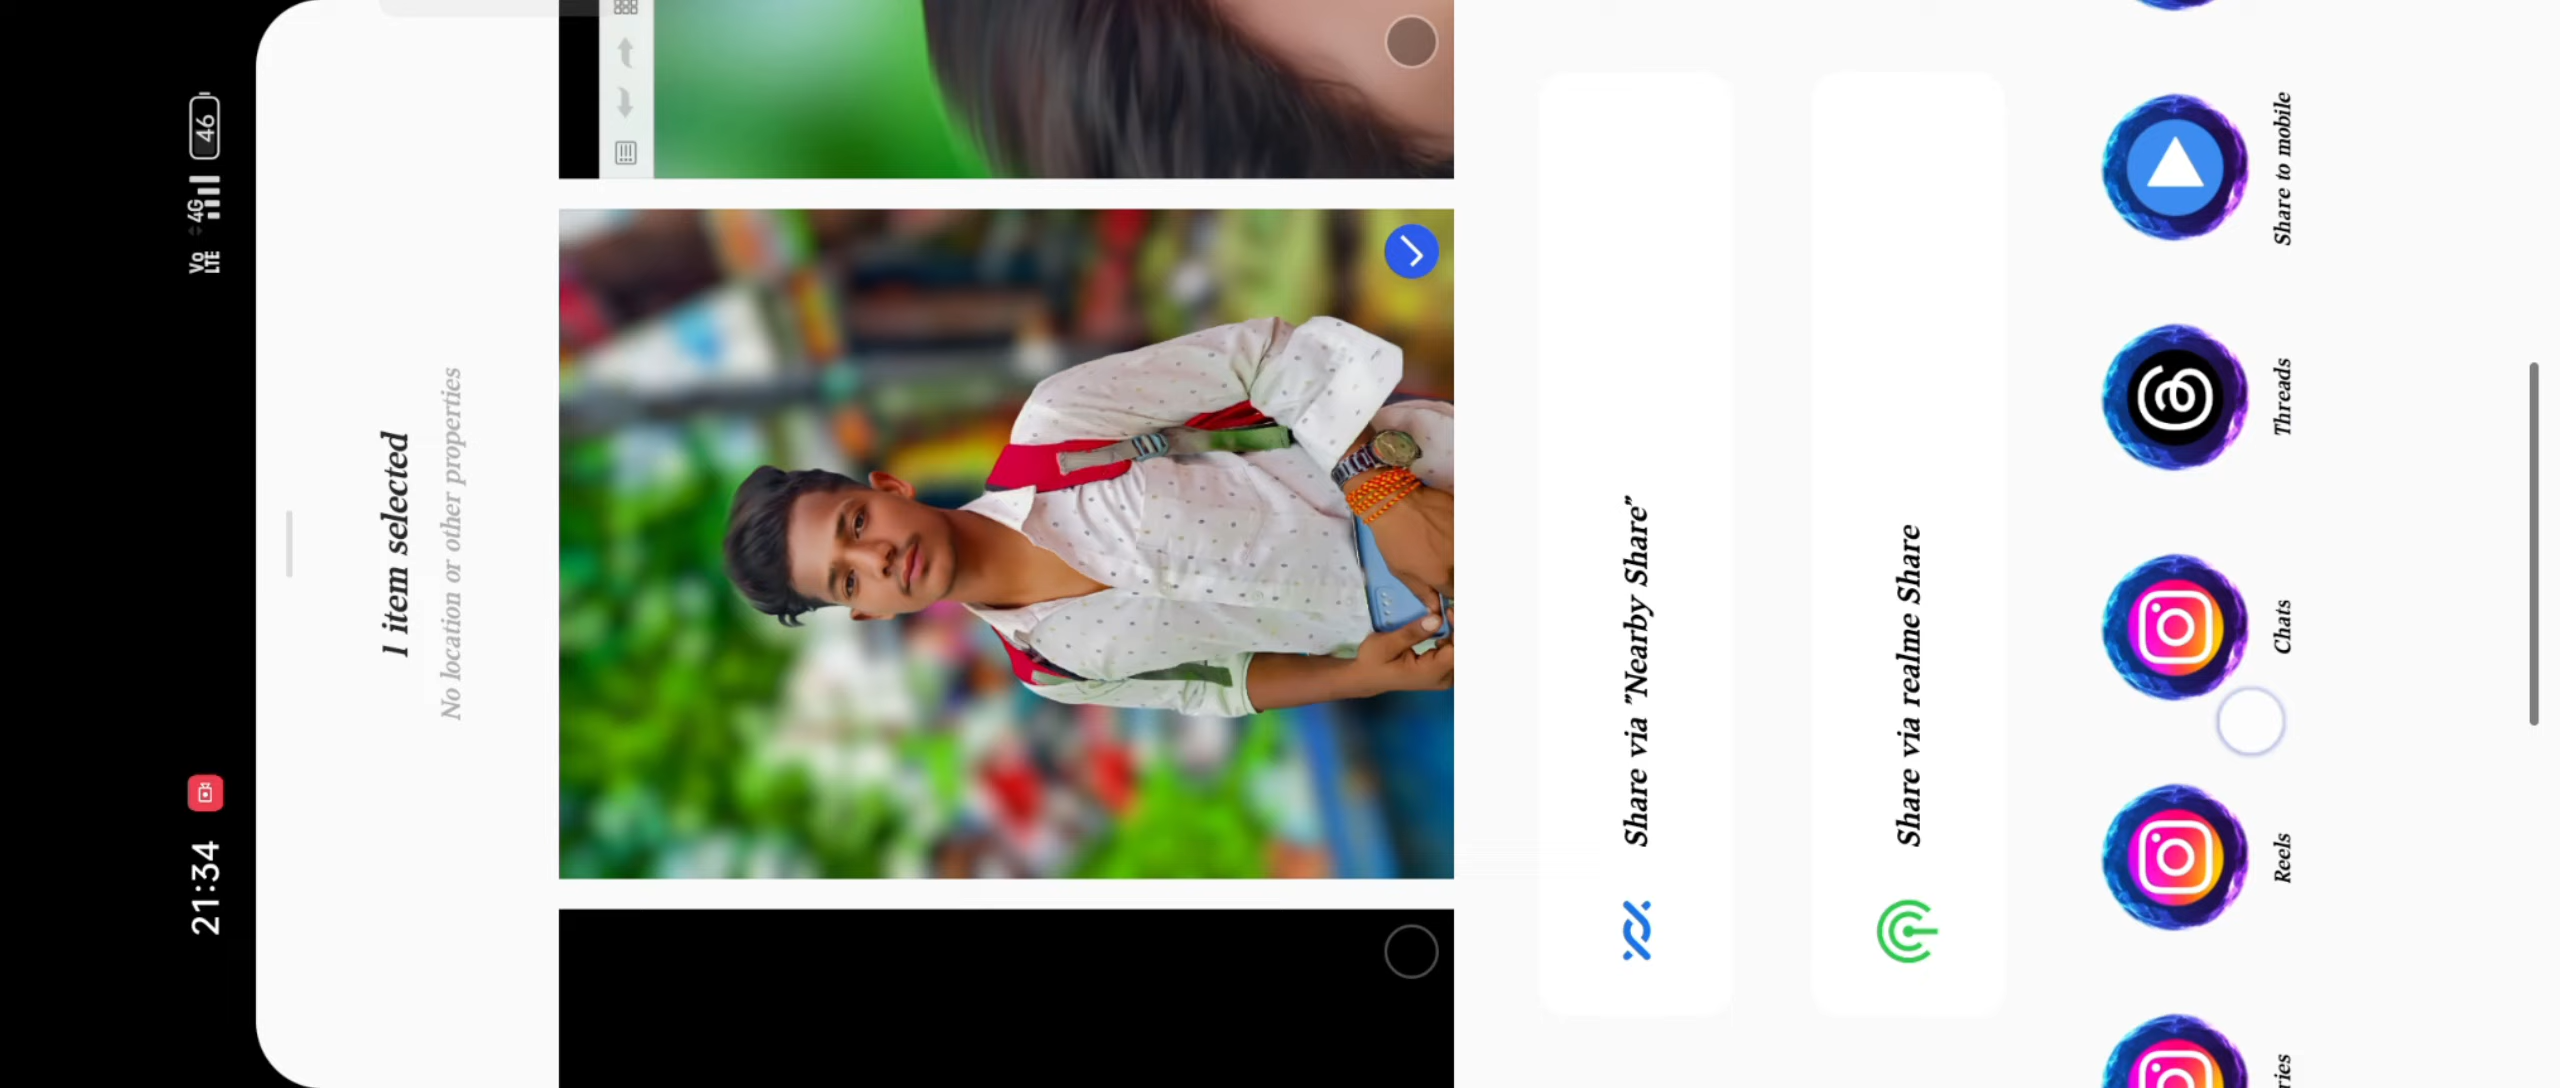 21:34
Vo
LTE
4G
46
1 item selected
No location or other properties
Share via "Nearby Share"
Share via realme Share
Reels
Chats
Threads
Share to mobile